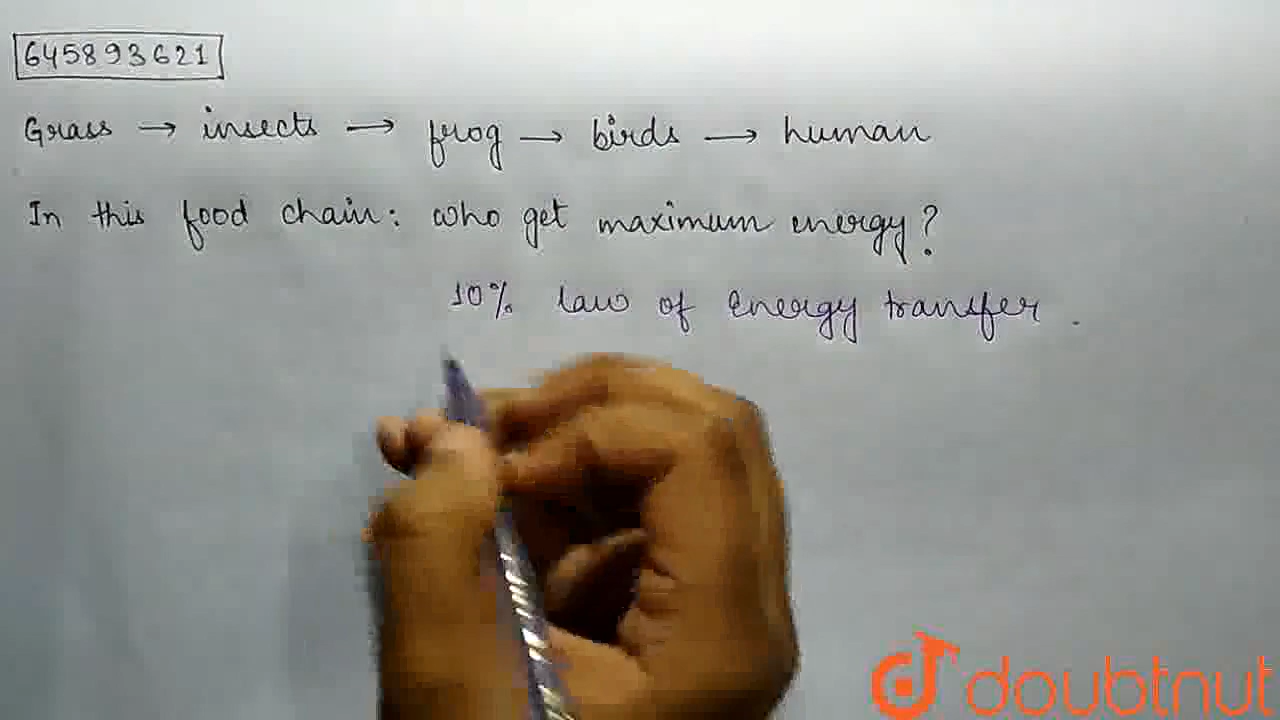 645893621
Grass → insects → frog → birds → human
In this food chain: who get maximum energy?
10% law of Energy transfer.
doubtnut